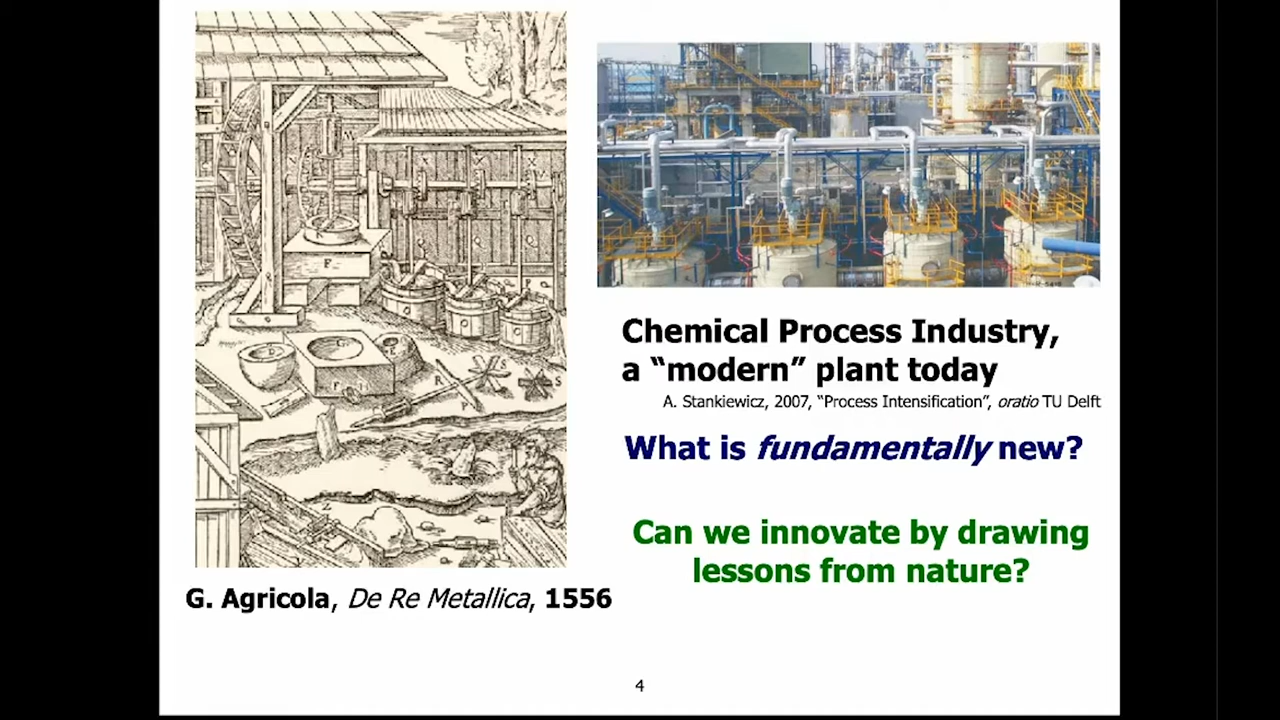 G. Agricola, De Re Metallica, 1556
Chemical Process Industry,
a “modern” plant today
A. Stankiewicz, 2007, “Process Intensification”, oratio TU Delft
What is fundamentally new?
Can we innovate by drawing
lessons from nature?
4